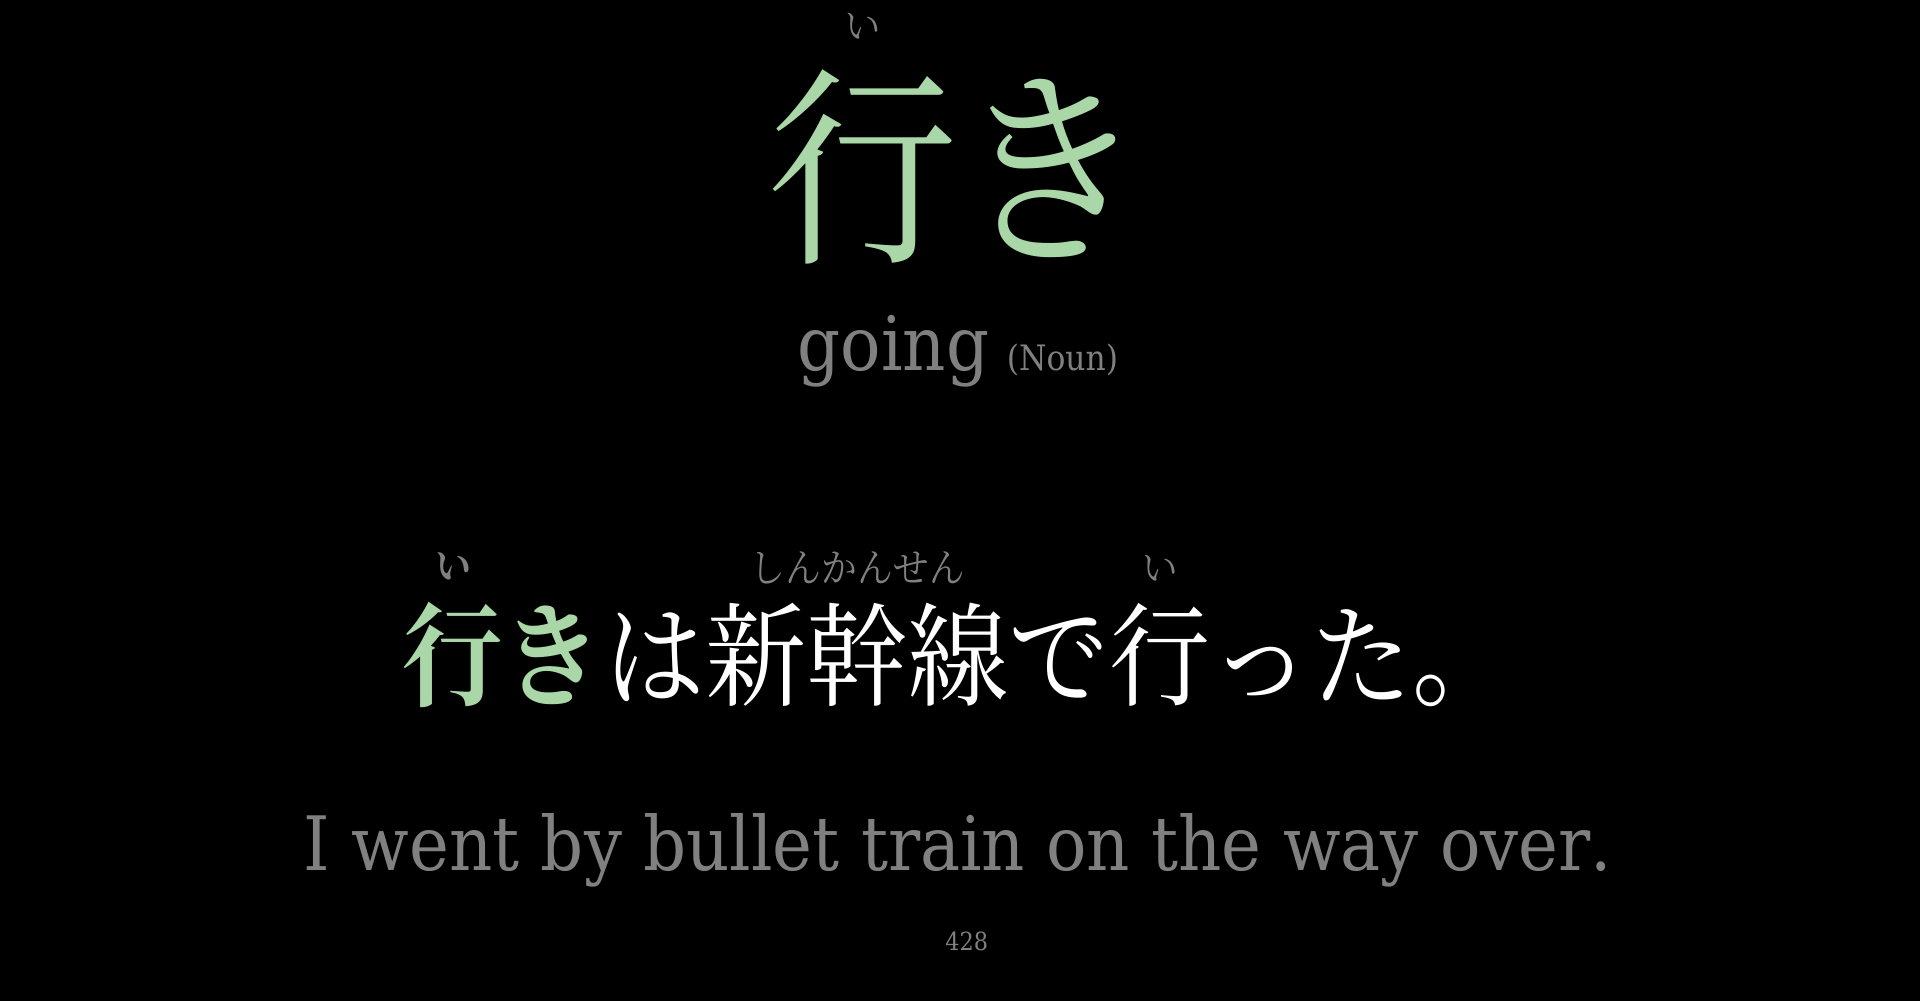 い
行き
going (Noun)
い しんかんせん い
行きは新幹線で行った。
I went by bullet train on the way over.
428